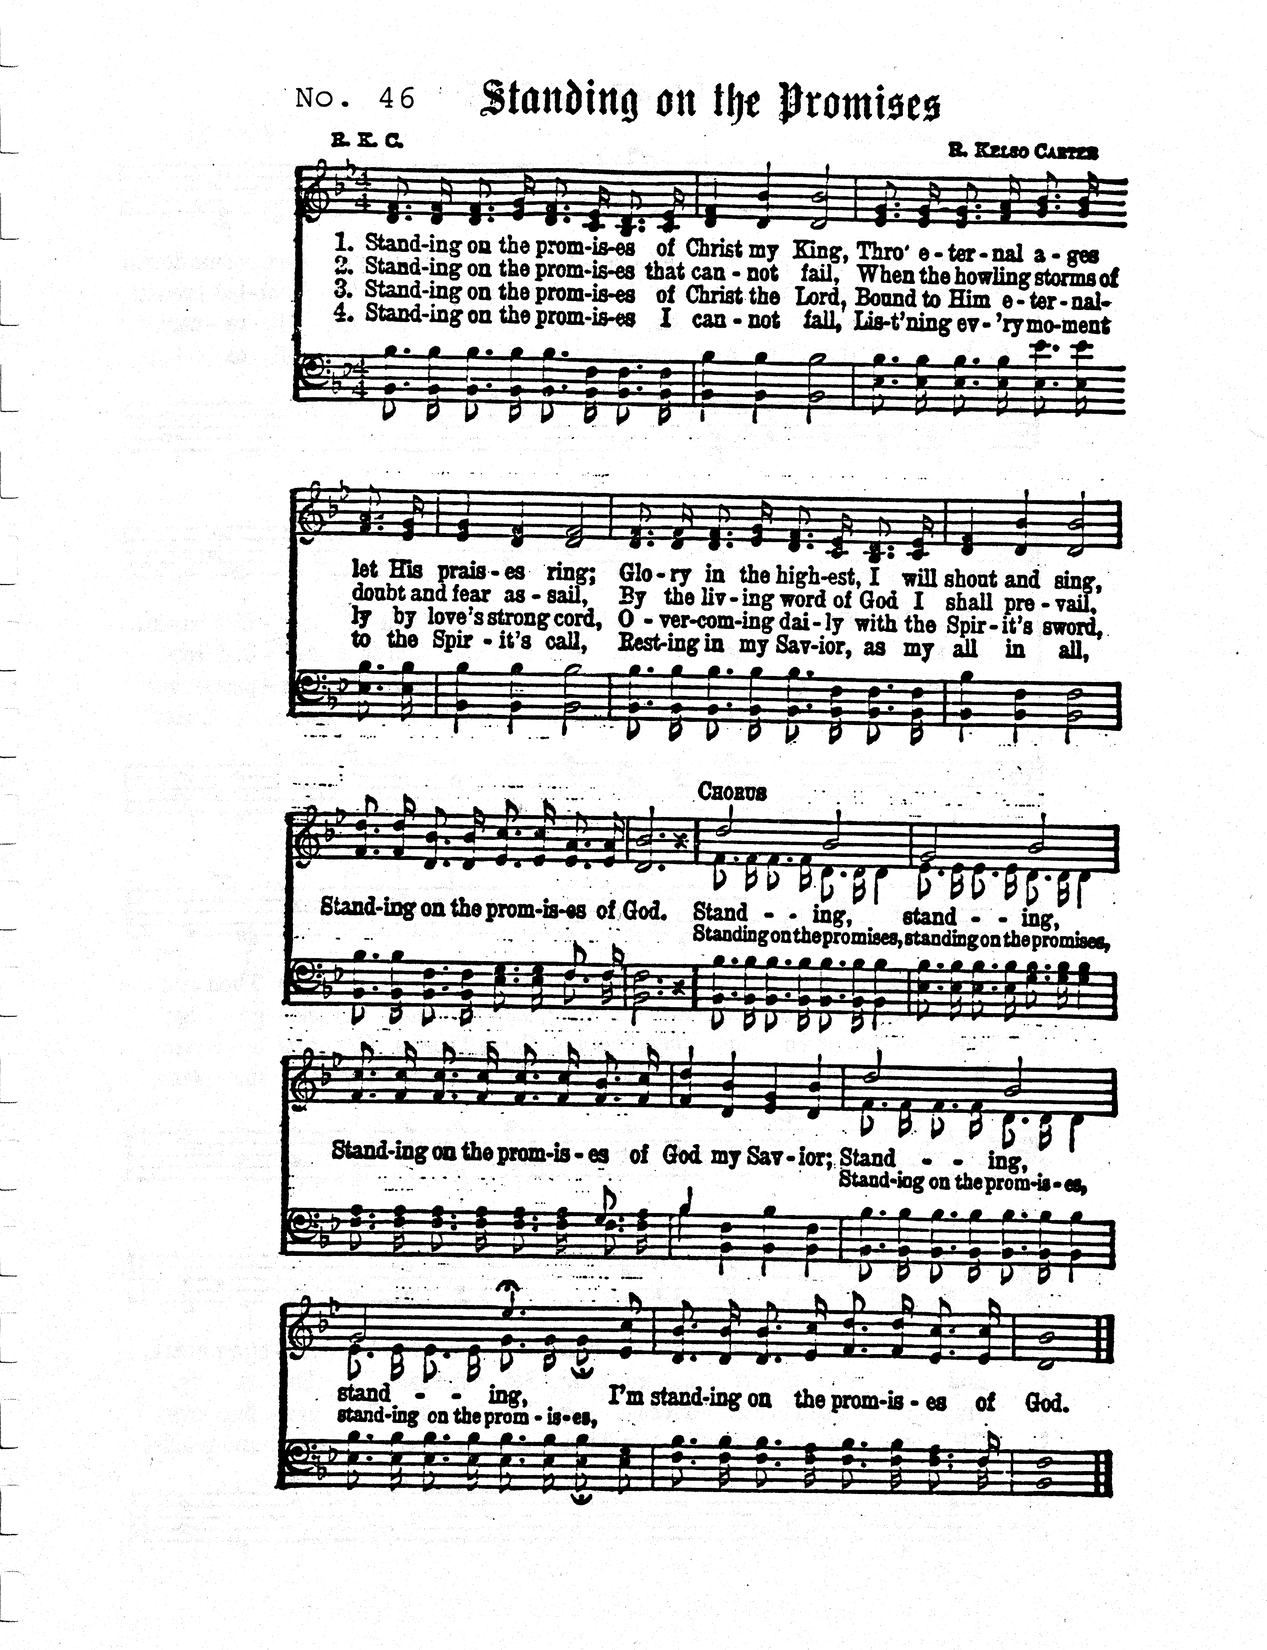 No. 46 Standing on the Promises
R. K. C.
R. KELSO CARTER
1. Stand-ing on the prom-is-es of Christ my King, Thro' e-ter-nal a-ges
2. Stand-ing on the prom-is-es that can-not fail, When the howling storms of
3. Stand-ing on the prom-is-es of Christ the Lord, Bound to Him e-ter-nal-
4. Stand-ing on the prom-is-es I can-not fall, Lis-t'ning ev-'ry mo-ment
let His prais-es ring; Glo-ry in the high-est, I will shout and sing,
doubt and fear as-sail, By the liv-ing word of God I shall pre-vail,
ly by love's strong cord, O-ver-com-ing dai-ly with the Spir-it's sword,
to the Spir-it's call, Rest-ing in my Sav-ior, as my all in all,
CHORUS
Stand-ing on the prom-is-es of God. Stand - - ing, stand - - ing,
Standing on the promises, standing on the promises,
Stand-ing on the prom-is-es of God my Sav-ior; Stand - - ing,
Stand-ing on the prom-is-es,
stand - - ing, I'm stand-ing on the prom-is-es of God.
stand-ing on the prom-is-es,